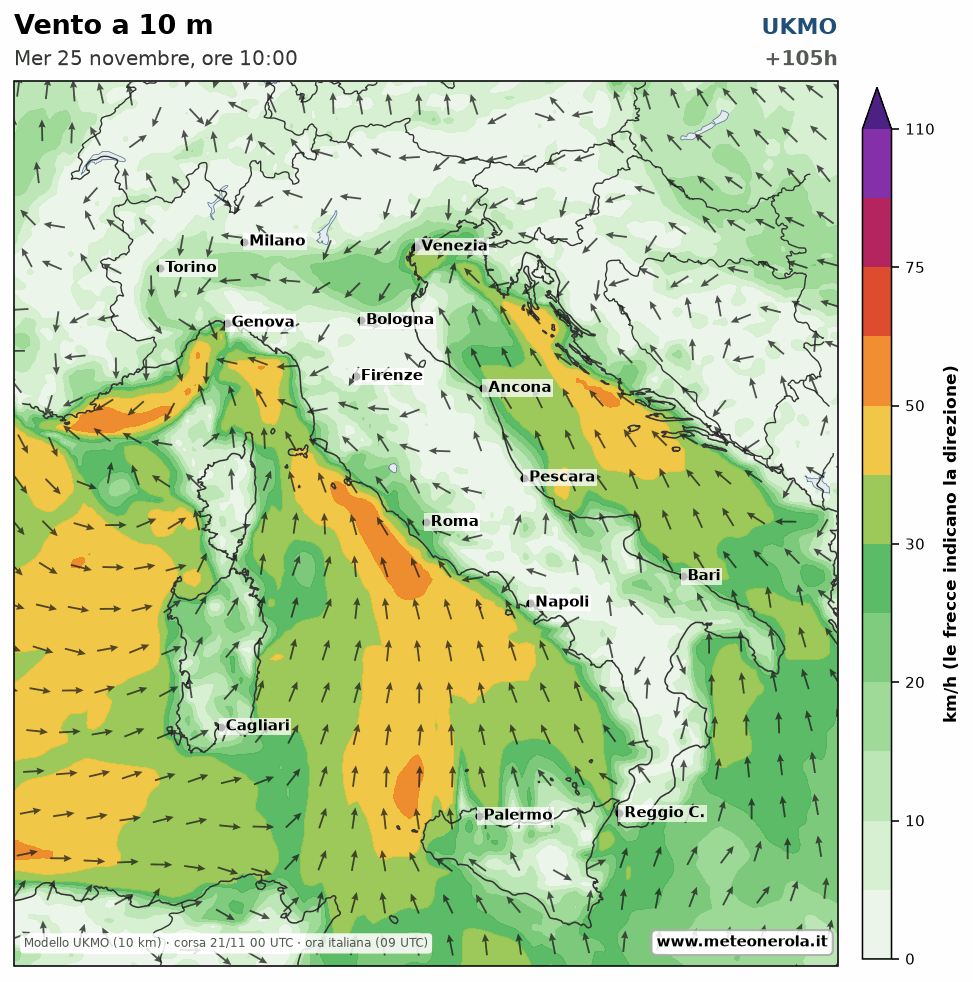 Vento a 10 m
UKMO
Mer 25 novembre, ore 10:00
+105h
Milano
Venezia
Torino
Genova
Bologna
Firenze
Ancona
Pescara
Roma
Bari
Napoli
Cagliari
Palermo
Reggio C.
110
75
50
30
20
10
0
km/h (le frecce indicano la direzione)
Modello UKMO (10 km) · corsa 21/11 00 UTC · ora italiana (09 UTC)
www.meteonerola.it